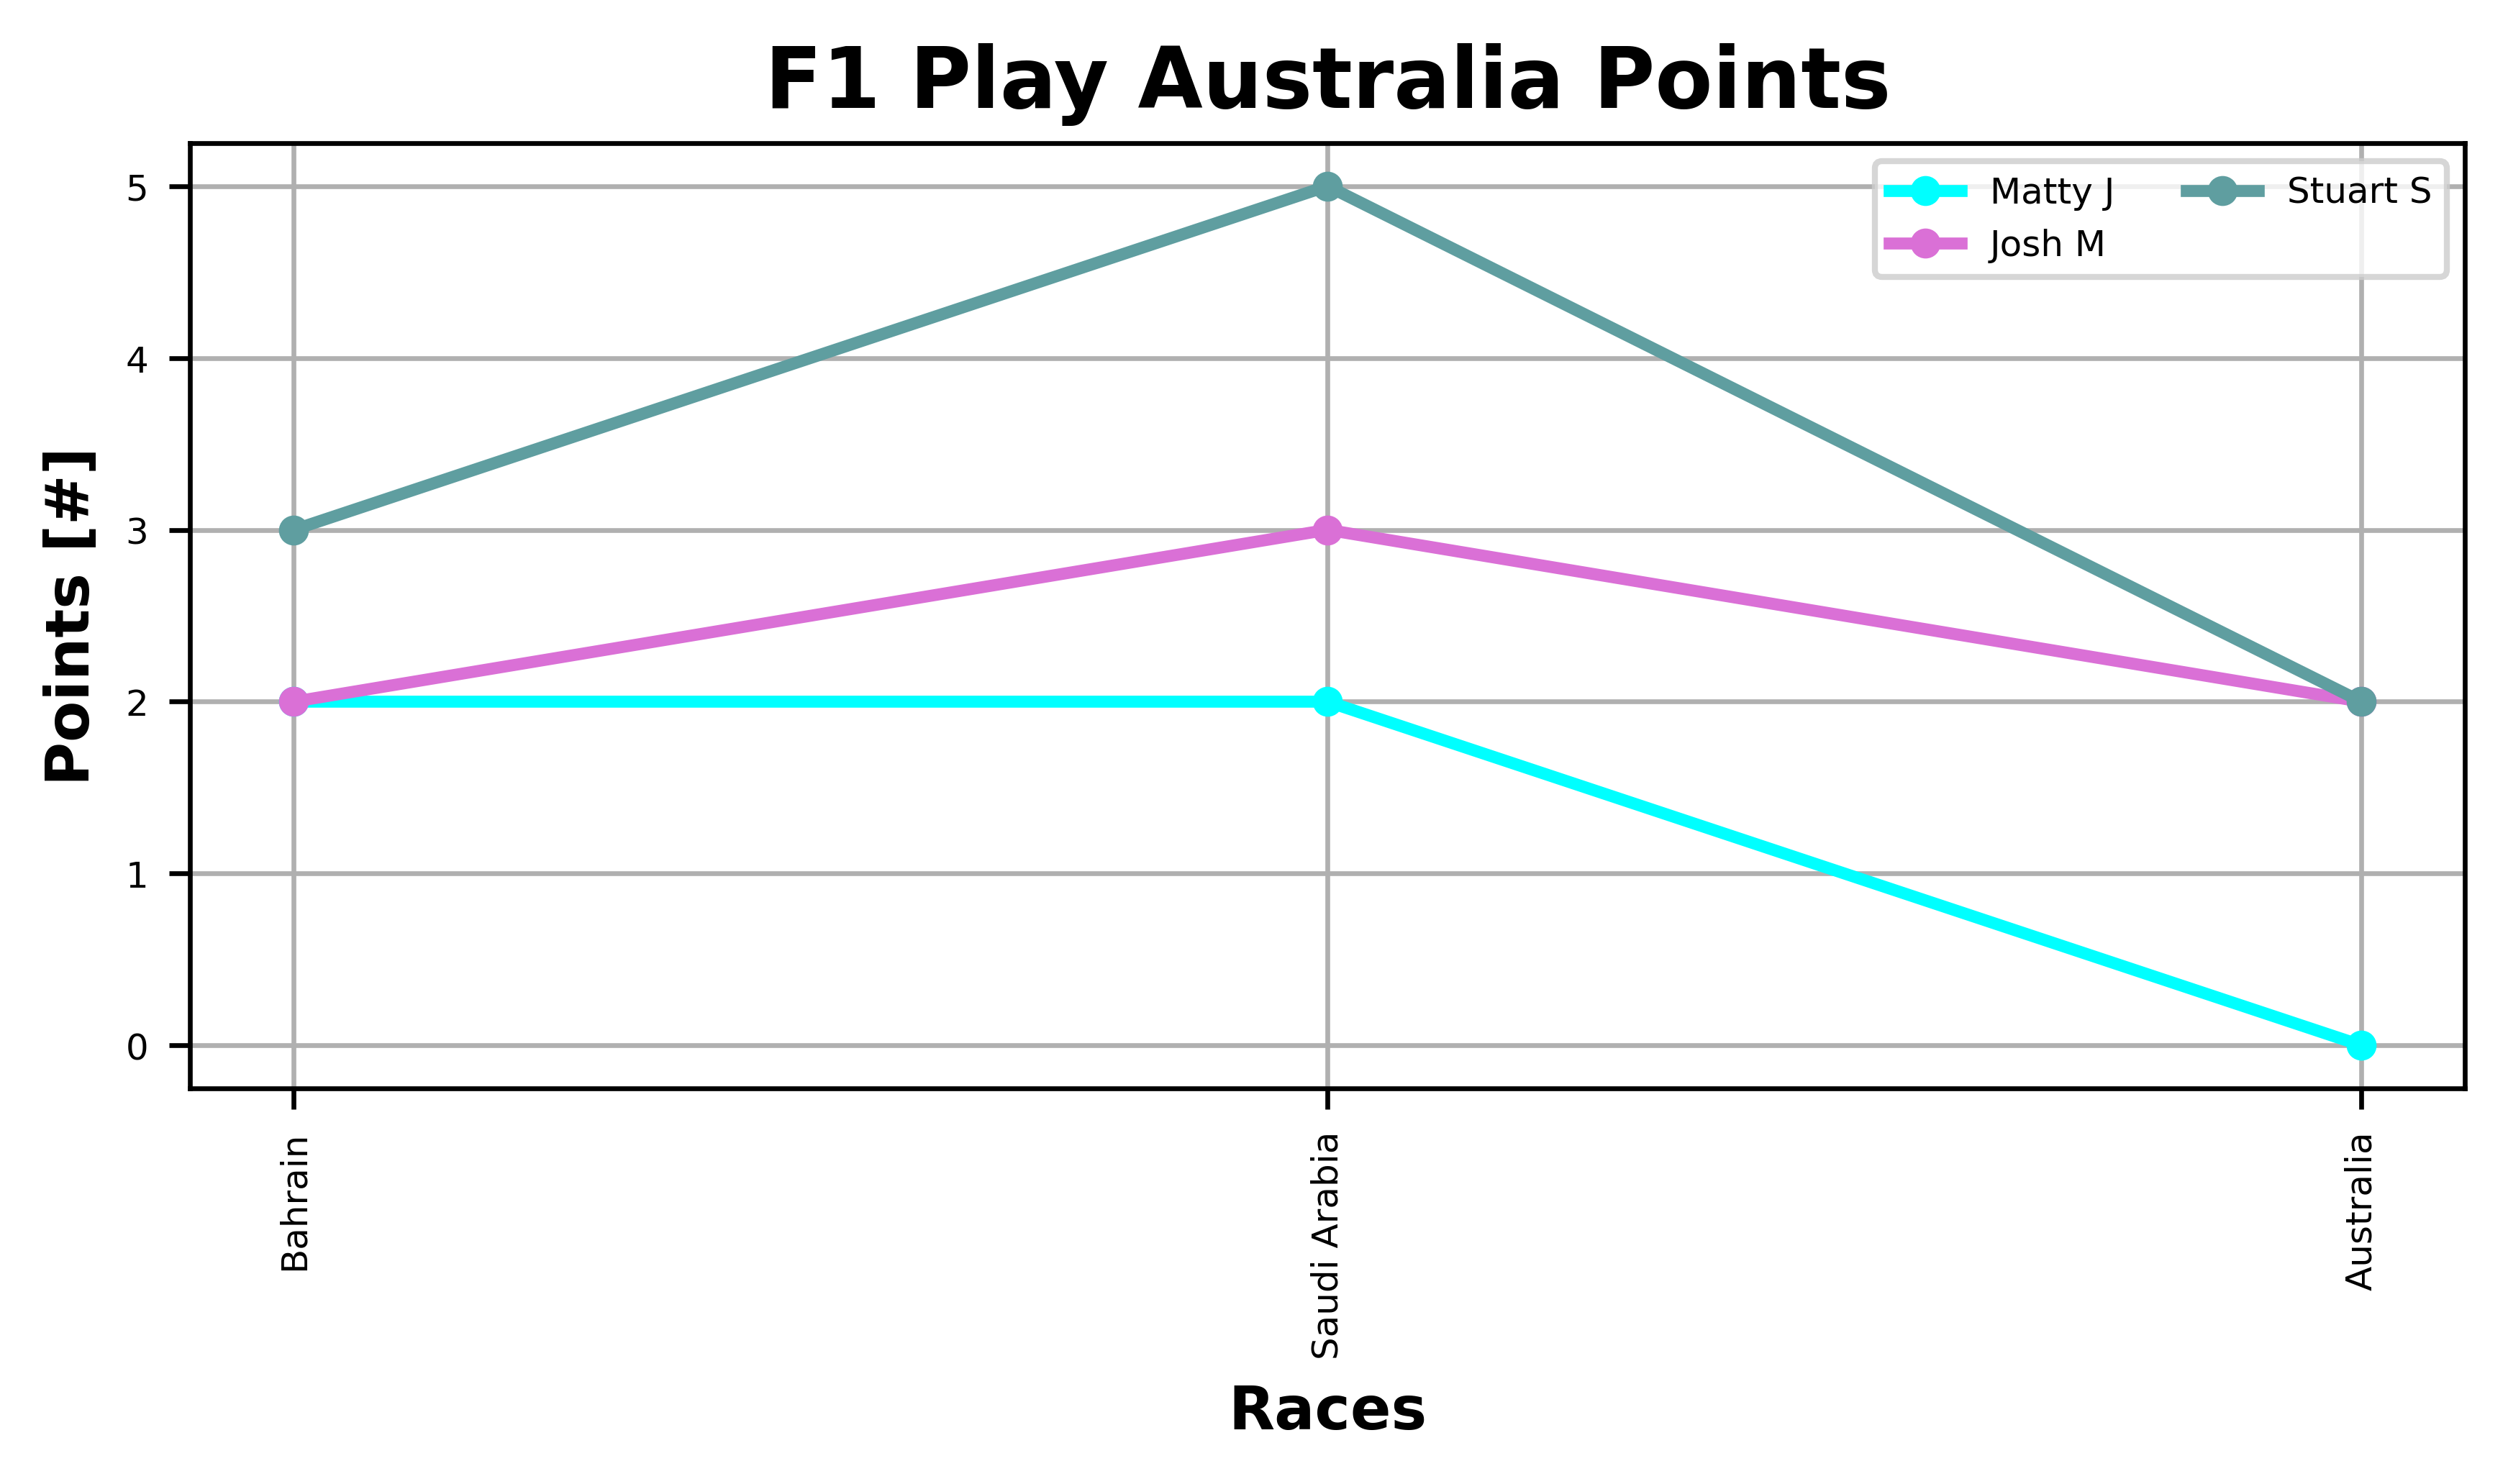 F1 Play Australia Points
Points [#]
5
4
3
2
1
0
Matty J
Josh M
Stuart S
Bahrain
Saudi Arabia
Australia
Races